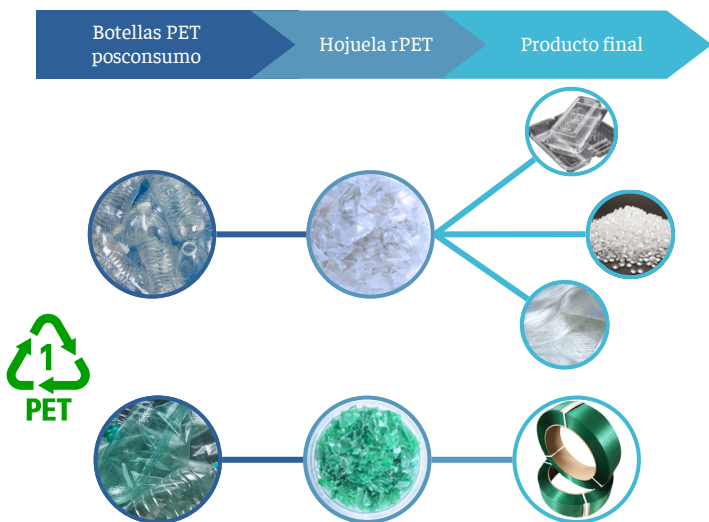 Botellas PET
posconsumo
Hojuela rPET
Producto final
1
PET